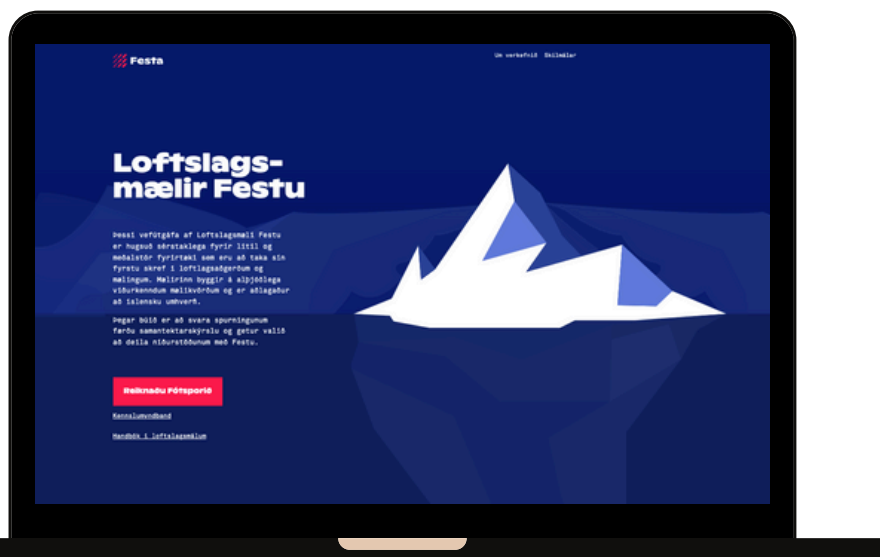 Festa
Um verkefnið Skilmálar
Loftslags-
mælir Festu
Þessi vefútgáfa af Loftslagsmæli Festu
er hugsuð sérstaklega fyrir lítil og
meðalstór fyrirtæki sem eru að taka sín
fyrstu skref í loftlagsaðgerðum og
mælingum. Mælirinn byggir á alþjóðlega
viðurkenndum mælikvörðum og er aðlagaður
að íslensku umhverfi.
Þegar búið er að svara spurningunum
færðu samantektarskýrslu og getur valið
að deila niðurstöðunum með Festu.
Reiknaðu Fótsporið
Kennslumyndband
Handbók í loftslagsmálum